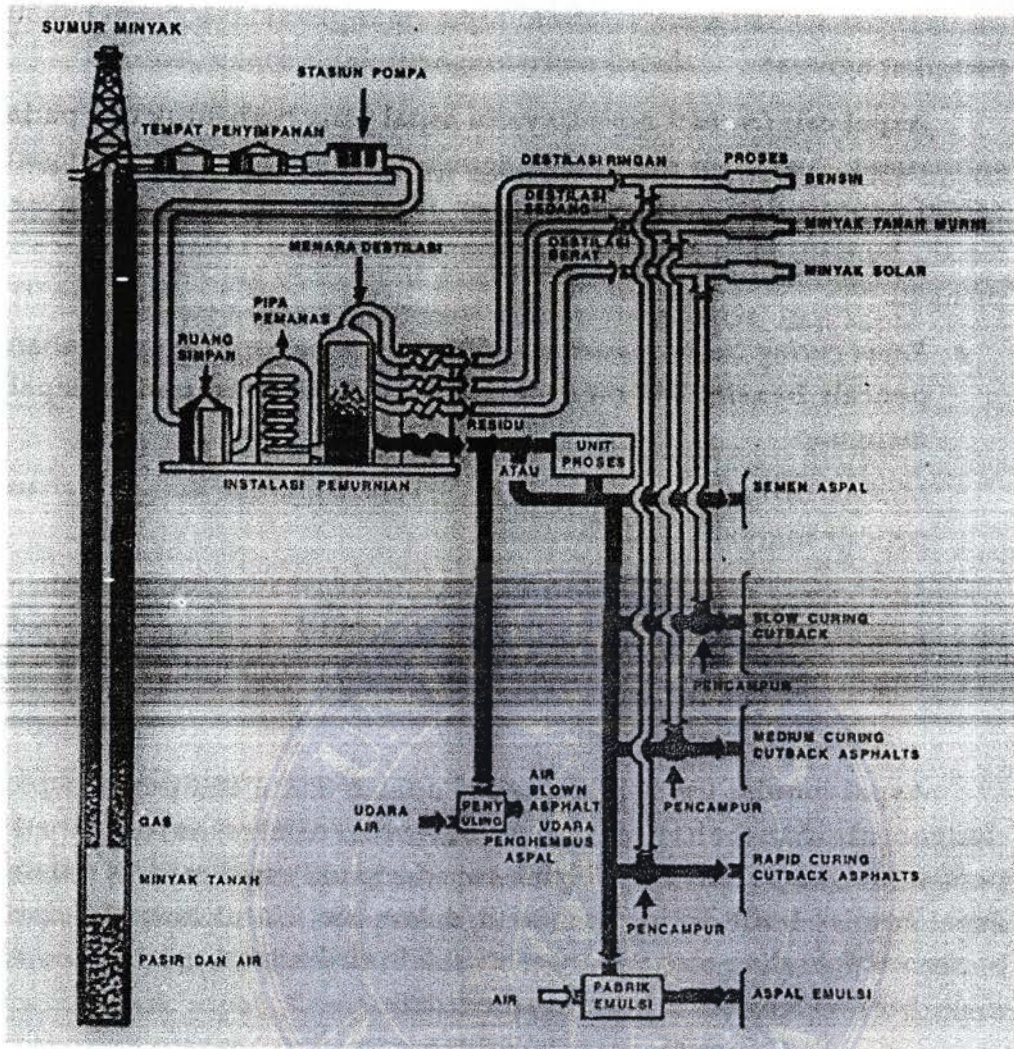 SUMUR MINYAK
STASIUN POMPA
TEMPAT PENYIMPANAN
DESTILASI RINGAN
PROSES
BENSIN
DESTILASI
SEDANG
MINYAK TANAH MURNI
DESTILASI
BERAT
MINYAK SOLAR
MENARA DESTILASI
PIPA
PEMANAS
RUANG
SIMPAN
RESIDU
UNIT
PROSES
ATAU
INSTALASI PEMURNIAN
SEMEN ASPAL
SLOW CURING
CUTBACK
PENCAMPUR
MEDIUM CURING
CUTBACK ASPHALTS
PENCAMPUR
UDARA
AIR
PENY
ULING
AIR
BLOWN
ASPHALT
UDARA
PENGHEMBUS
ASPAL
RAPID CURING
CUTBACK ASPHALTS
PENCAMPUR
GAS
MINYAK TANAH
PASIR DAN AIR
AIR
PABRIK
EMULSI
ASPAL EMULSI